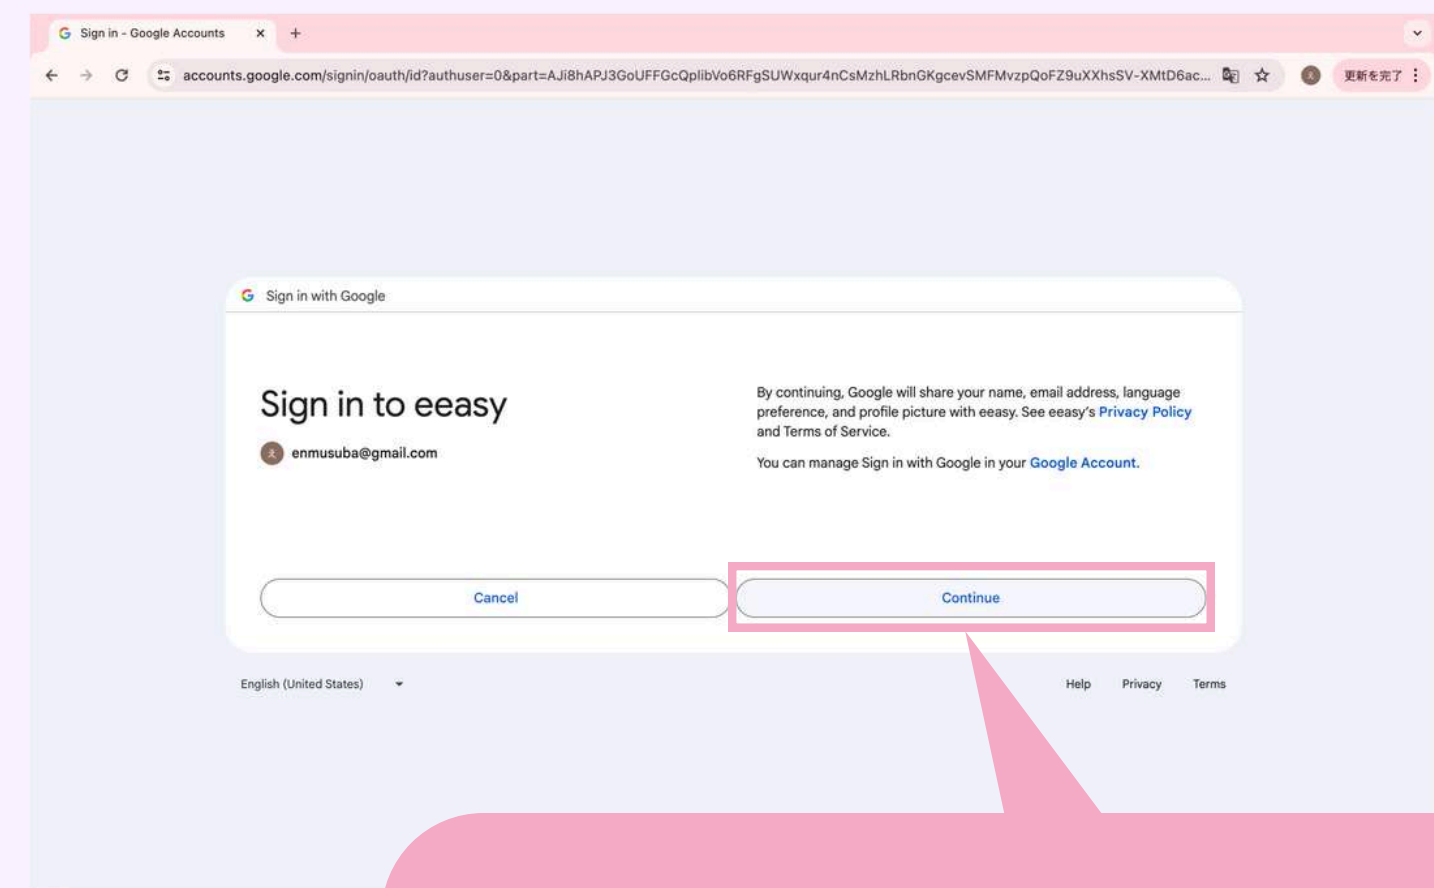 Sign in - Google Accounts
accounts.google.com/signin/oauth/id?authuser=0&part=AJi8hAPJ3GoUFFGcQplibVo6RFgSUWxqur4nCsMzhLRbnGKgcevSMFMvzpQoFZ9uXXhsSV-XMtD6ac...
更新を完了
Sign in with Google
Sign in to eeasy
enmusuba@gmail.com
By continuing, Google will share your name, email address, language
preference, and profile picture with eeasy. See eeasy's Privacy Policy
and Terms of Service.
You can manage Sign in with Google in your Google Account.
Cancel
Continue
English (United States)
Help Privacy Terms